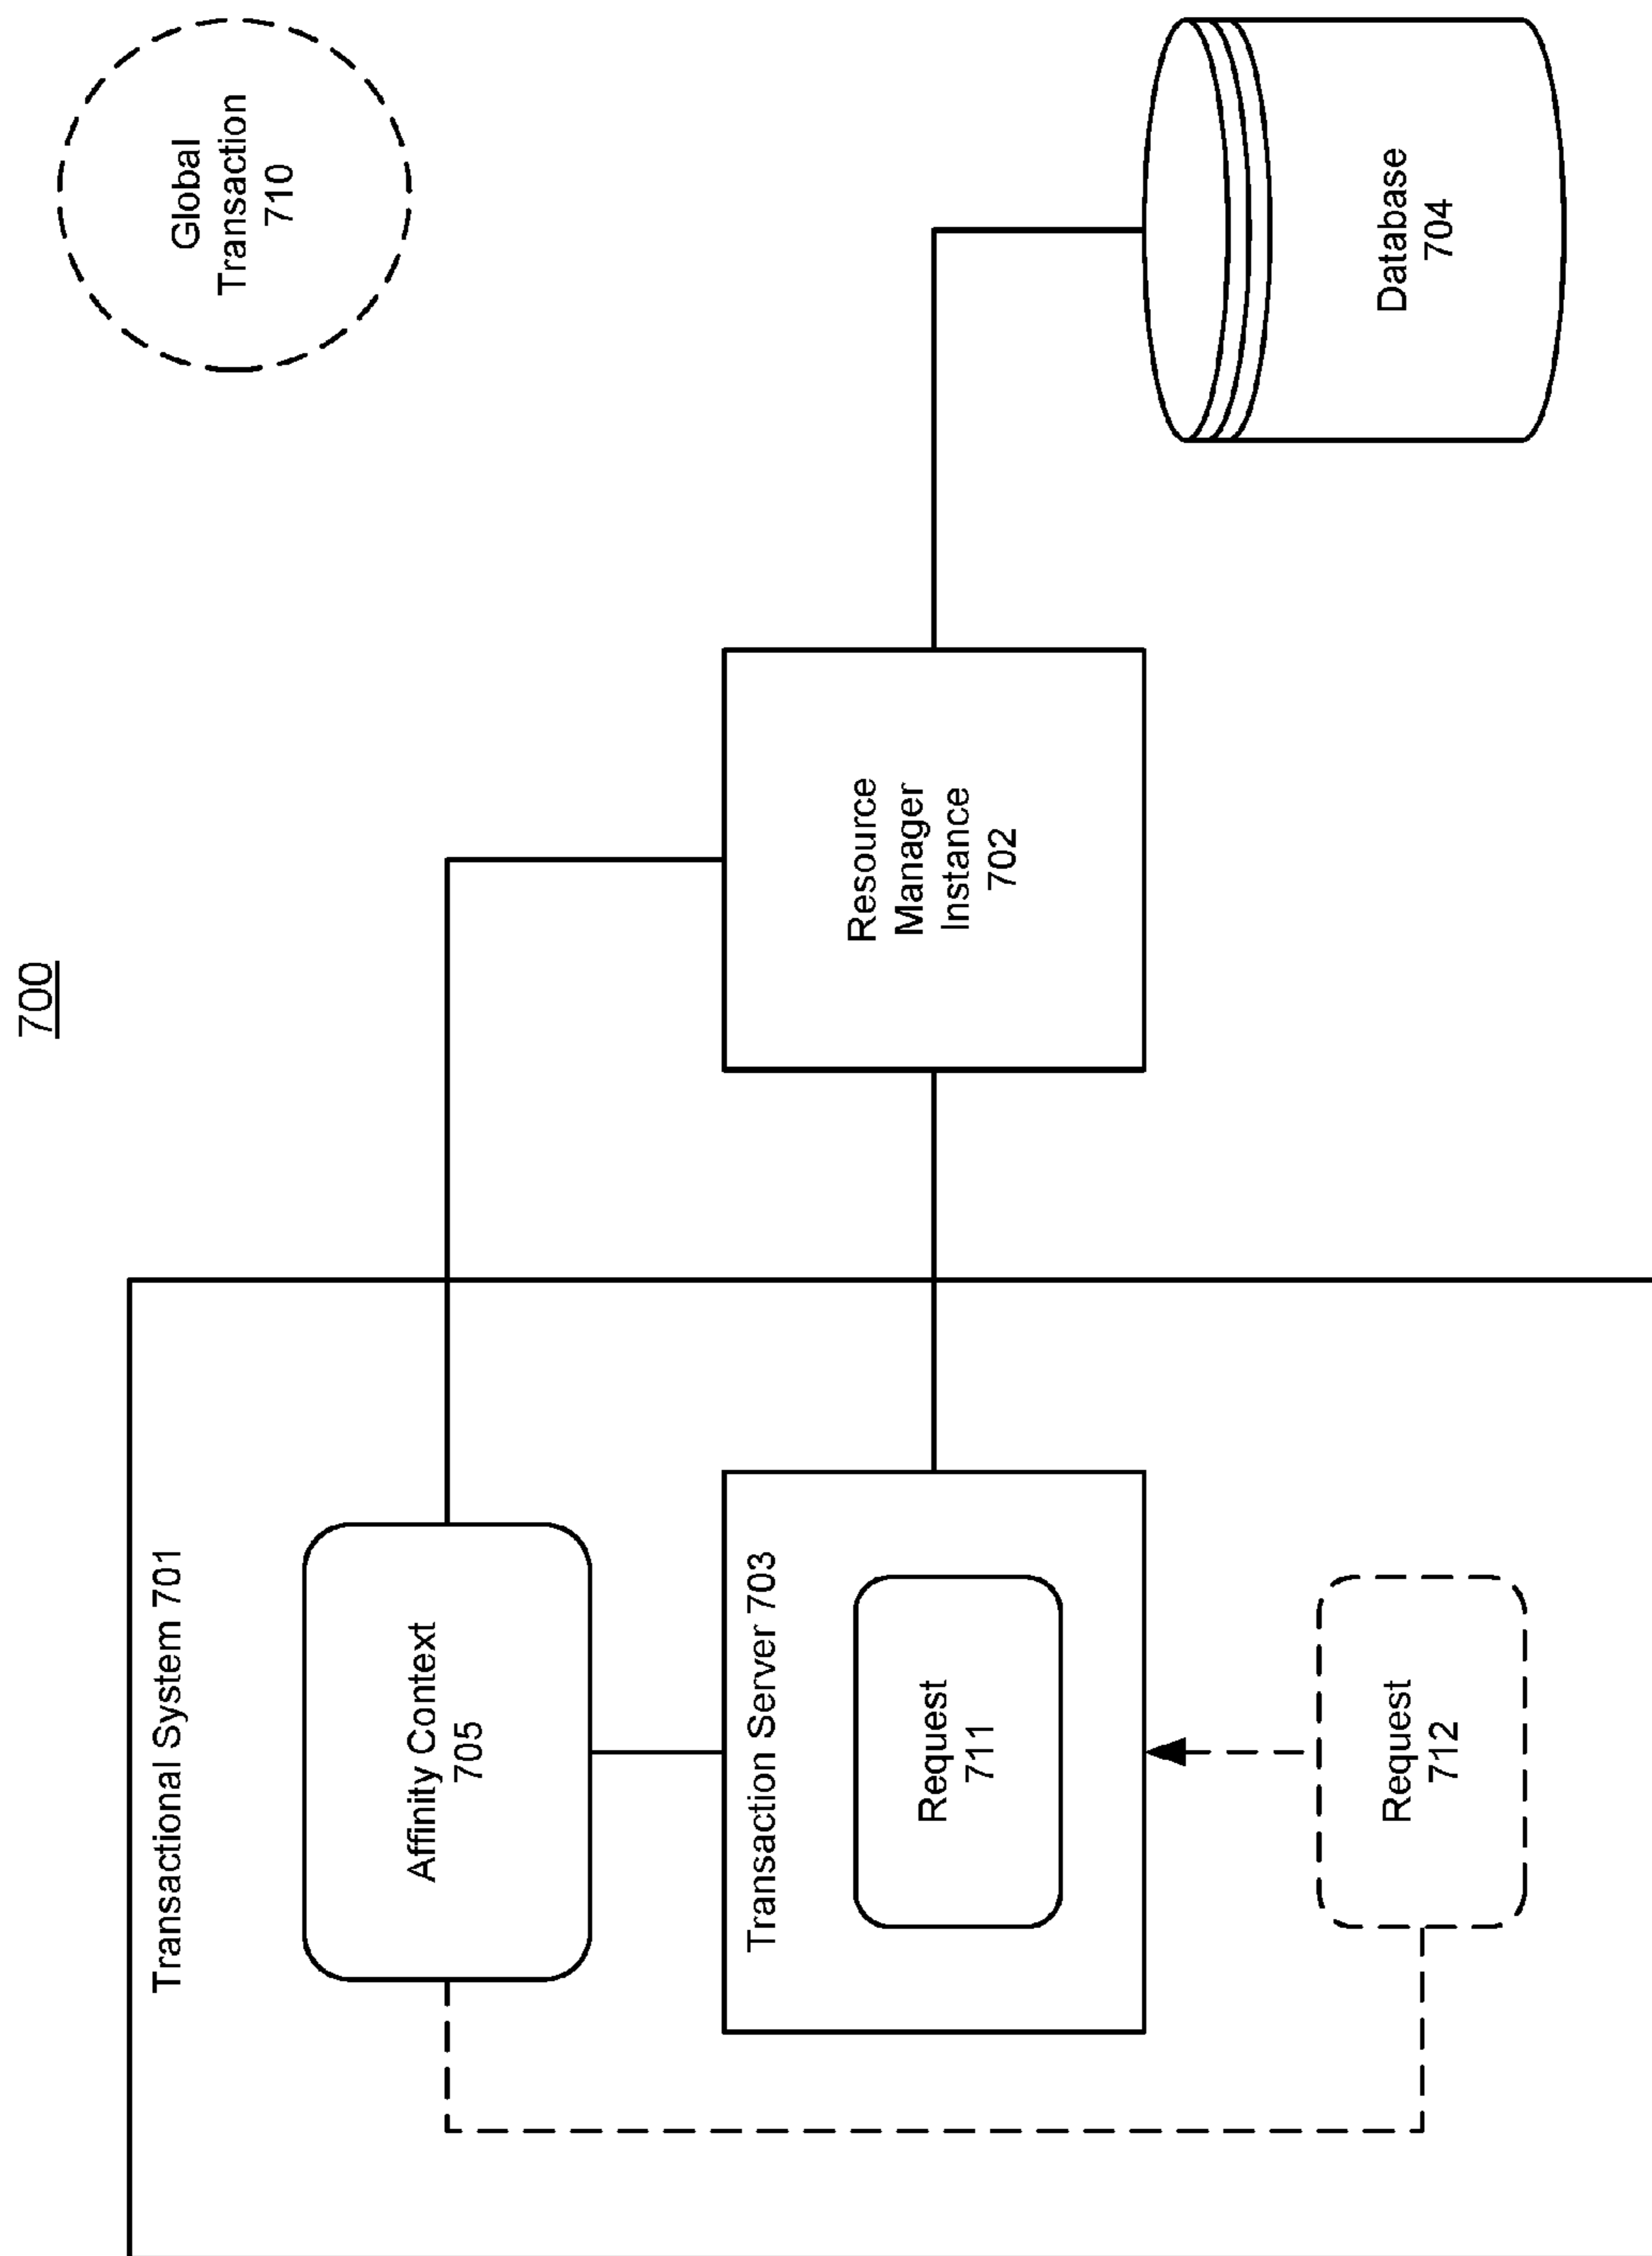 700
Transactional System 701
Affinity Context
705
Transaction Server 703
Request
711
Request
712
Resource
Manager
Instance
702
Global
Transaction
710
Database
704